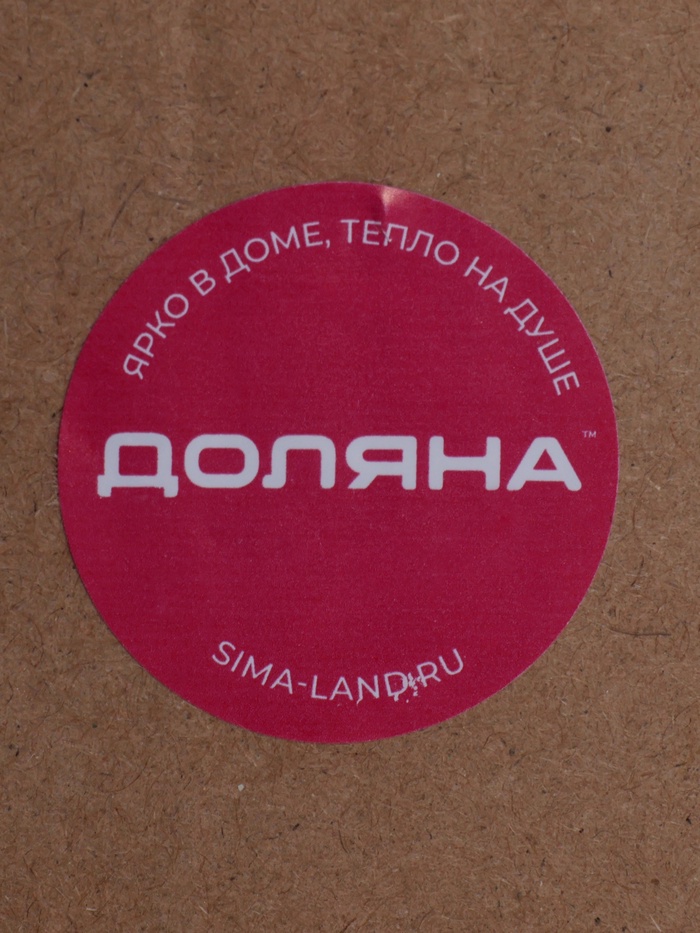 ЯРКО В ДОМЕ, ТЕПЛО НА ДУШЕ
ДОЛЯНА™
SIMA-LAND.RU